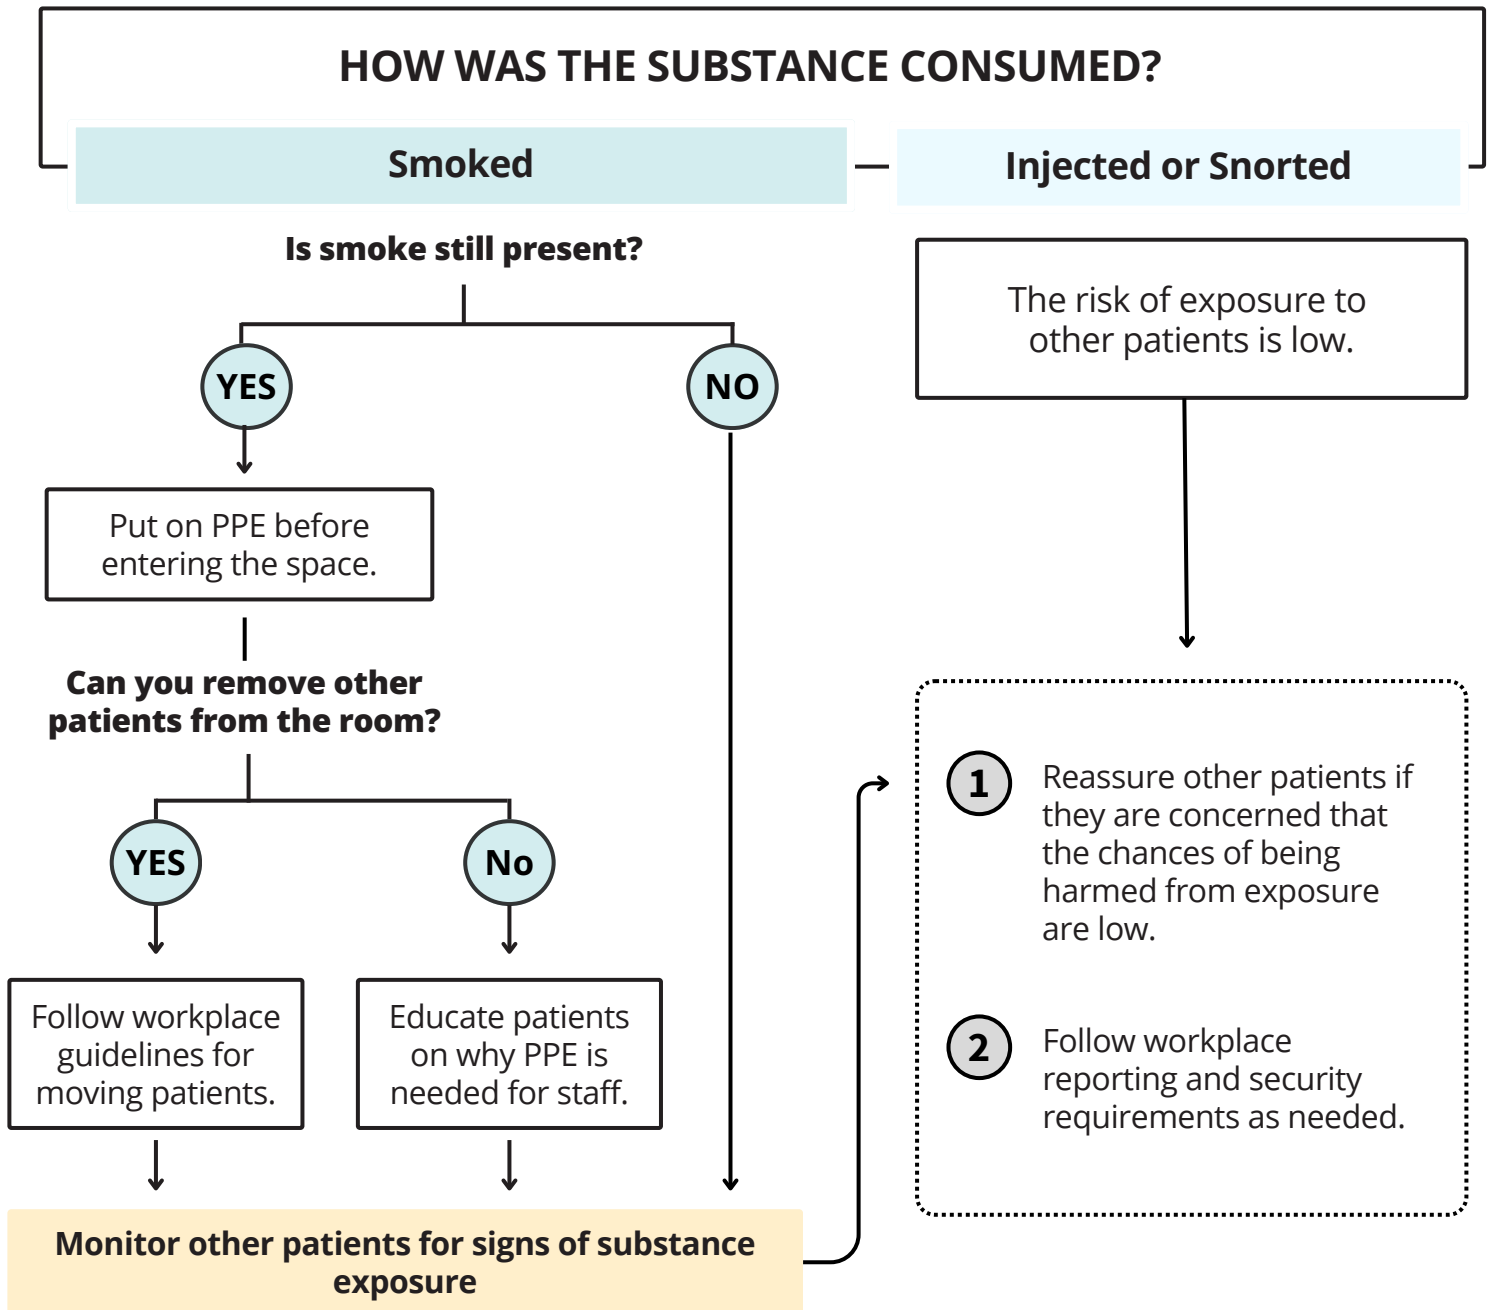 HOW WAS THE SUBSTANCE CONSUMED?
Smoked
Injected or Snorted
Is smoke still present?
YES
NO
Put on PPE before
entering the space.
Can you remove other
patients from the room?
YES
No
Follow workplace
guidelines for
moving patients.
Educate patients
on why PPE is
needed for staff.
Monitor other patients for signs of substance
exposure
The risk of exposure to
other patients is low.
1
Reassure other patients if
they are concerned that
the chances of being
harmed from exposure
are low.
2
Follow workplace
reporting and security
requirements as needed.